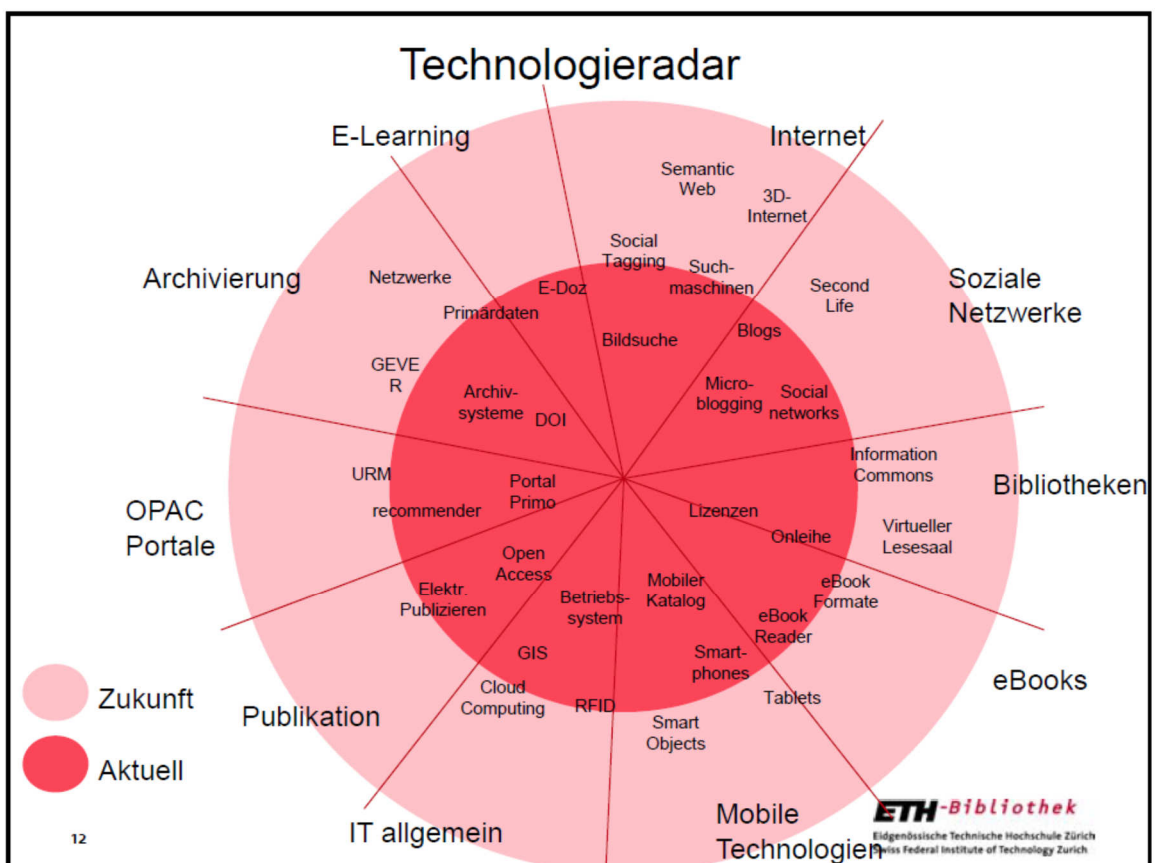 Technologieradar
E-Learning
Internet
Semantic
Web
3D-
Internet
Social
Tagging
Such-
maschinen
Archivierung
Netzwerke
E-Doz
Primärdaten
Second
Life
Soziale
Netzwerke
Bildsuche
Blogs
GEVE
R
Archiv-
systeme
DOI
Micro-
blogging
Social
networks
Information
Commons
URM
Portal
Primo
recommender
OPAC
Portale
Lizenzen
Onleihe
Bibliotheken
Virtueller
Lesesaal
Open
Access
Elektr.
Publizieren
Betriebs-
system
Mobiler
Katalog
eBook
Formate
eBook
Reader
GIS
Smart-
phones
Cloud
Computing
RFID
Tablets
Smart
Objects
eBooks
Zukunft
Publikation
Aktuell
IT allgemein
Mobile
Technologien
12
ETH-Bibliothek
Eidgenössische Technische Hochschule Zürich
Swiss Federal Institute of Technology Zurich